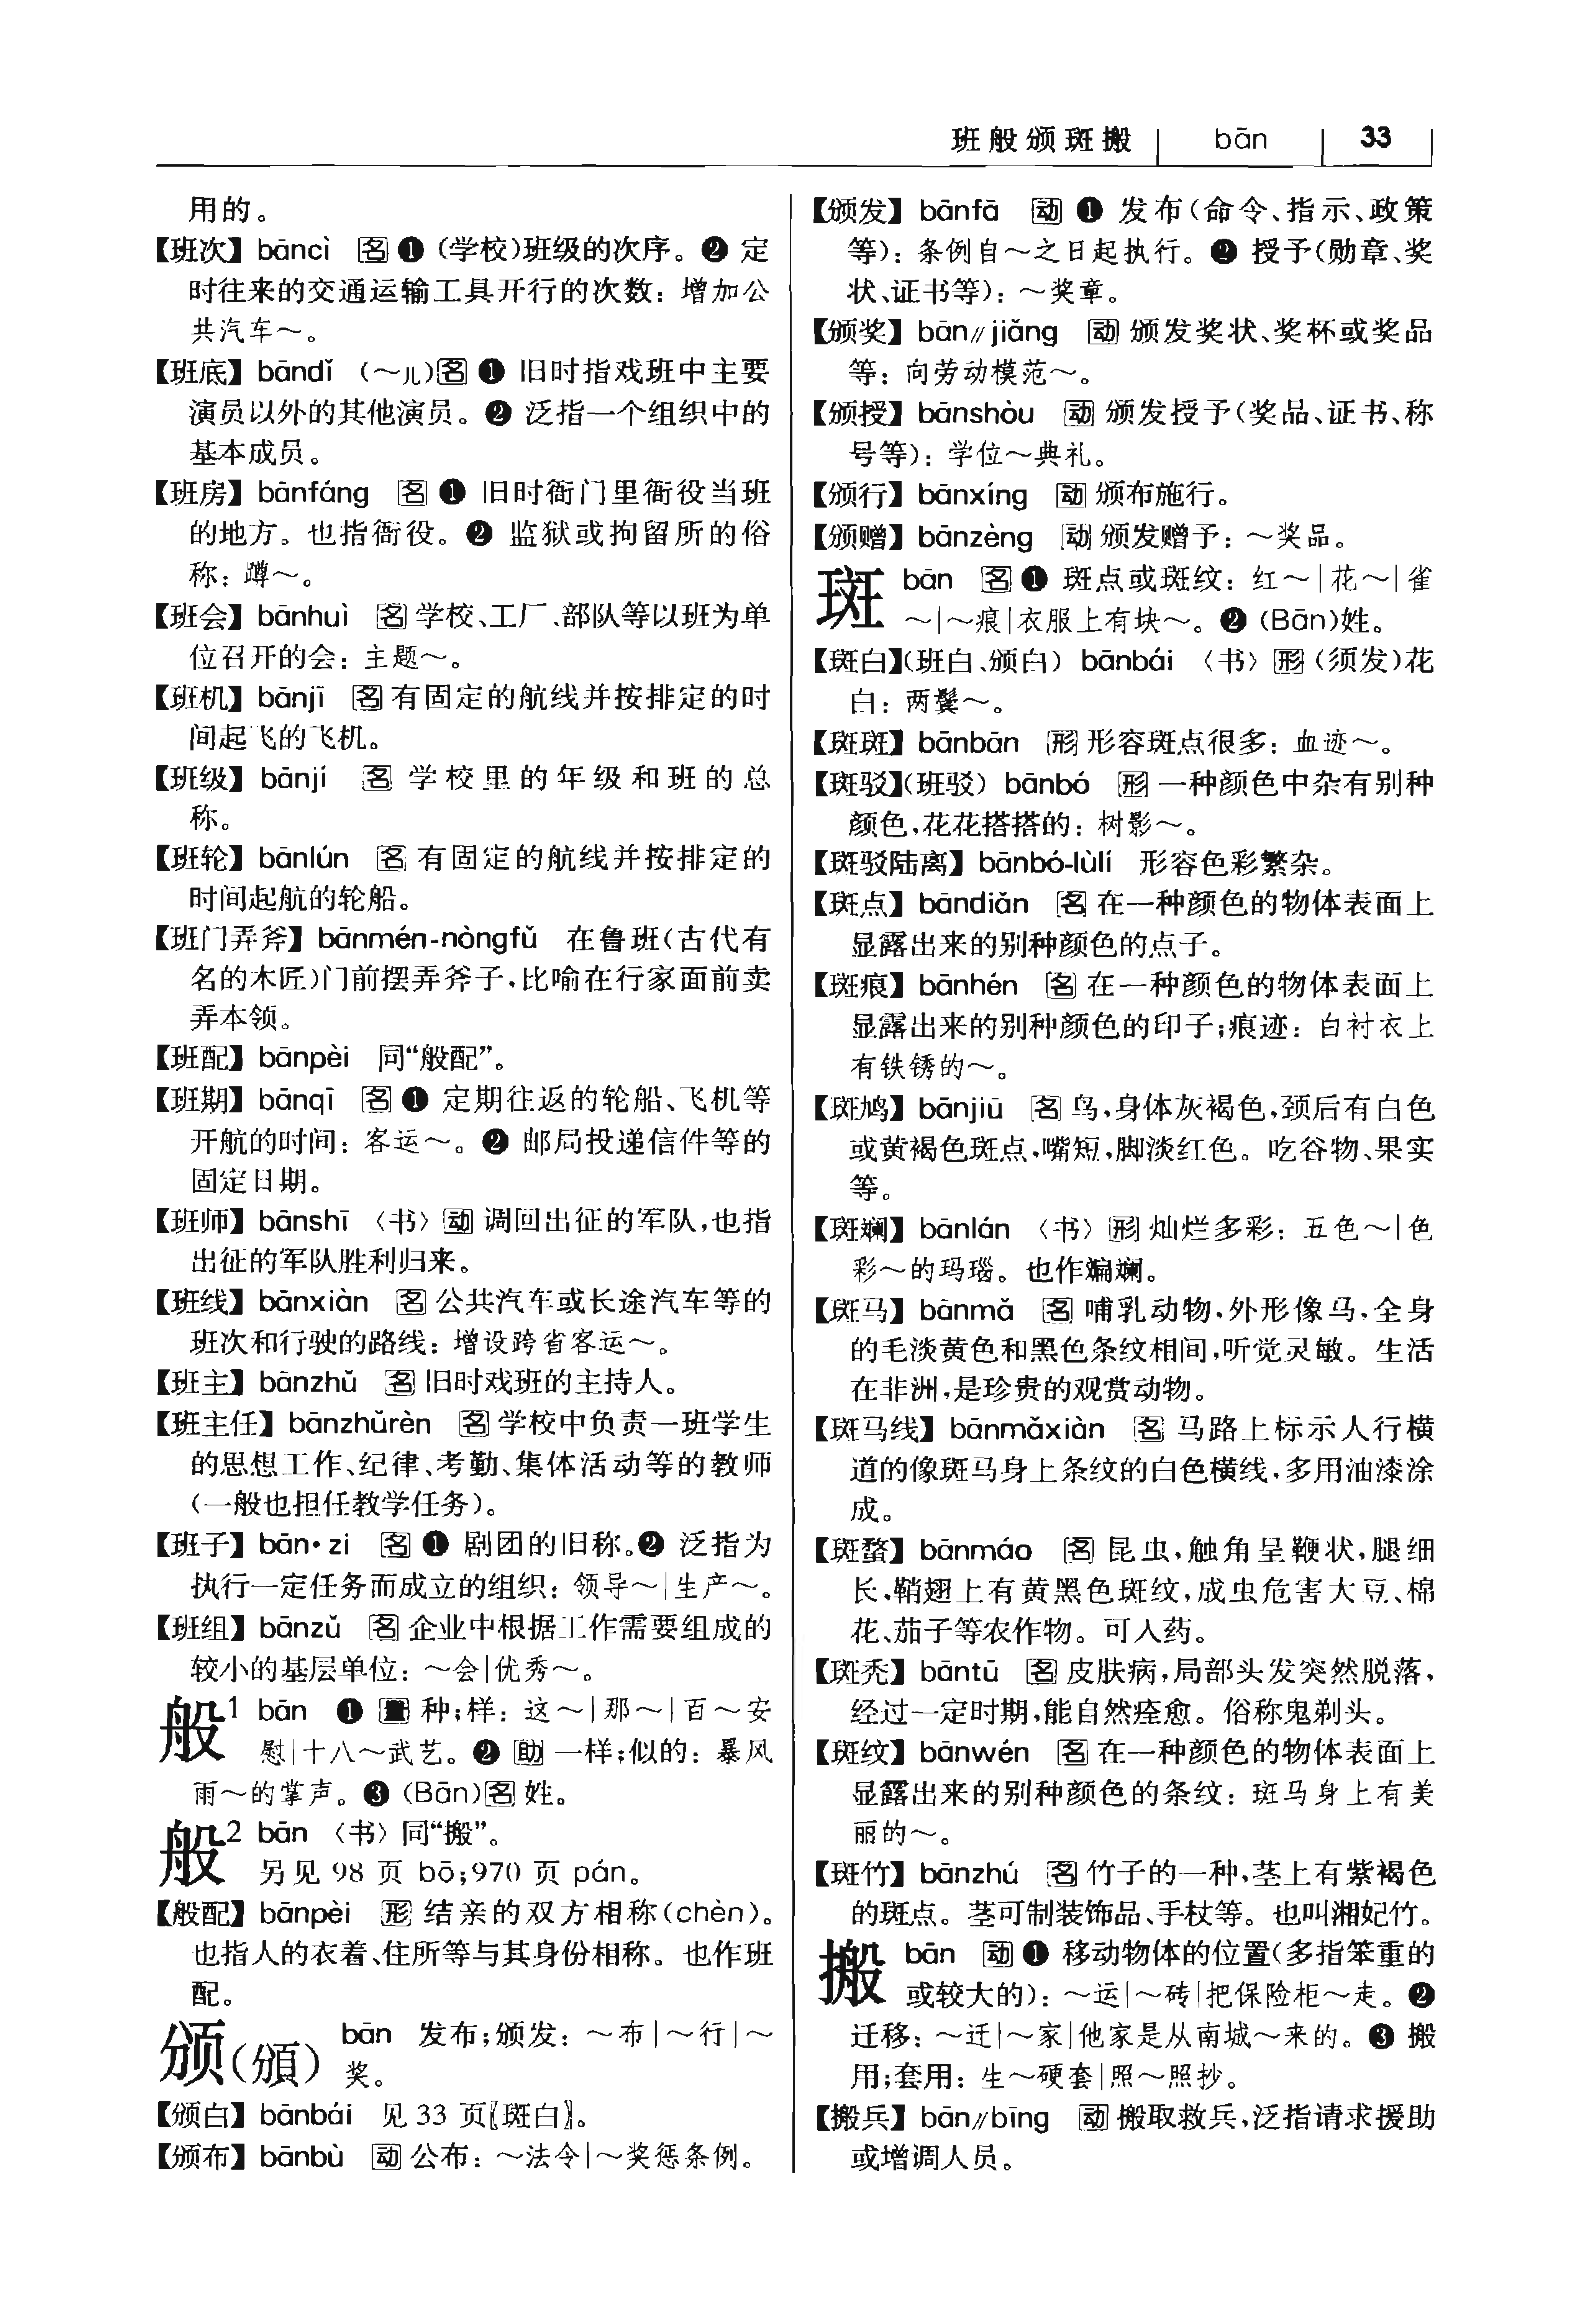 班般颁斑搬 bān 33
用的。
【班次】 bāncì 名 ❶ (学校)班级的次序。❷ 定
时往来的交通运输工具开行的次数：增加公
共汽车～。
【班底】 bāndǐ (～儿)名 ❶ 旧时指戏班中主要
演员以外的其他演员。❷ 泛指一个组织中的
基本成员。
【班房】 bānfáng 名 ❶ 旧时衙门里衙役当班
的地方。也指衙役。❷ 监狱或拘留所的俗
称：蹲～。
【班会】 bānhuì 名 学校、工厂、部队等以班为单
位召开的会：主题～。
【班机】 bānjī 名 有固定的航线并按排定的时
间起飞的飞机。
【班级】 bānjí 名 学校里的年级和班的总
称。
【班轮】 bānlún 名 有固定的航线并按排定的
时间起航的轮船。
【班门弄斧】 bānmén-nòngfǔ 在鲁班(古代有
名的木匠)门前摆弄斧子，比喻在行家面前卖
弄本领。
【班配】 bānpèi 同“般配”。
【班期】 bānqī 名 ❶ 定期往返的轮船、飞机等
开航的时间：客运～。❷ 邮局投递信件等的
固定日期。
【班师】 bānshī 〈书〉动 调回出征的军队，也指
出征的军队胜利归来。
【班线】 bānxiàn 名 公共汽车或长途汽车等的
班次和行驶的路线：增设跨省客运～。
【班主】 bānzhǔ 名 旧时戏班的主持人。
【班主任】 bānzhǔrèn 名 学校中负责一班学生
的思想工作、纪律、考勤、集体活动等的教师
(一般也担任教学任务)。
【班子】 bān·zi 名 ❶ 剧团的旧称。❷ 泛指为
执行一定任务而成立的组织：领导～|生产～。
【班组】 bānzǔ 名 企业中根据工作需要组成的
较小的基层单位：～会|优秀～。
般1 bān ❶ 量 种；样：这～|那～|百～安
慰|十八～武艺。❷ 助 一样；似的：暴风
雨～的掌声。❸ (Bān)名 姓。
般2 bān 〈书〉同“搬”。
另见 98 页 bō；970 页 pán。
【般配】 bānpèi 形 结亲的双方相称(chèn)。
也指人的衣着、住所等与其身份相称。也作班
配。
颁(頒) bān 发布；颁发：～布|～行|～
奖。
【颁白】 bānbái 见 33 页〖斑白〗。
【颁布】 bānbù 动 公布：～法令|～奖惩条例。
【颁发】 bānfā 动 ❶ 发布(命令、指示、政策
等)：条例自～之日起执行。❷ 授予(勋章、奖
状、证书等)：～奖章。
【颁奖】 bān//jiǎng 动 颁发奖状、奖杯或奖品
等：向劳动模范～。
【颁授】 bānshòu 动 颁发授予(奖品、证书、称
号等)：学位～典礼。
【颁行】 bānxíng 动 颁布施行。
【颁赠】 bānzèng 动 颁发赠予：～奖品。
斑 bān 名 ❶ 斑点或斑纹：红～|花～|雀
～|～痕|衣服上有块～。❷ (Bān)姓。
【斑白】(班白、颁白) bānbái 〈书〉形 (须发)花
白：两鬓～。
【斑斑】 bānbān 形 形容斑点很多：血迹～。
【斑驳】(班驳) bānbó 形 一种颜色中杂有别种
颜色，花花搭搭的：树影～。
【斑驳陆离】 bānbó-lùlí 形容色彩繁杂。
【斑点】 bāndiǎn 名 在一种颜色的物体表面上
显露出来的别种颜色的点子。
【斑痕】 bānhén 名 在一种颜色的物体表面上
显露出来的别种颜色的印子；痕迹：白衬衣上
有铁锈的～。
【斑鸠】 bānjiū 名 鸟，身体灰褐色，颈后有白色
或黄褐色斑点，嘴短，脚淡红色。吃谷物、果实
等。
【斑斓】 bānlán 〈书〉形 灿烂多彩：五色～|色
彩～的玛瑙。也作斒斓。
【斑马】 bānmǎ 名 哺乳动物，外形像马，全身
的毛淡黄色和黑色条纹相间，听觉灵敏。生活
在非洲，是珍贵的观赏动物。
【斑马线】 bānmǎxiàn 名 马路上标示人行横
道的像斑马身上条纹的白色横线，多用油漆涂
成。
【斑蝥】 bānmáo 名 昆虫，触角呈鞭状，腿细
长，鞘翅上有黄黑色斑纹，成虫危害大豆、棉
花、茄子等农作物。可入药。
【斑秃】 bāntū 名 皮肤病，局部头发突然脱落，
经过一定时期，能自然痊愈。俗称鬼剃头。
【斑纹】 bānwén 名 在一种颜色的物体表面上
显露出来的别种颜色的条纹：斑马身上有美
丽的～。
【斑竹】 bānzhú 名 竹子的一种，茎上有紫褐色
的斑点。茎可制装饰品、手杖等。也叫湘妃竹。
搬 bān 动 ❶ 移动物体的位置(多指笨重的
或较大的)：～运|～砖|把保险柜～走。❷
迁移：～迁|～家|他家是从南城～来的。❸ 搬
用；套用：生～硬套|照～照抄。
【搬兵】 bān//bīng 动 搬取救兵，泛指请求援助
或增调人员。